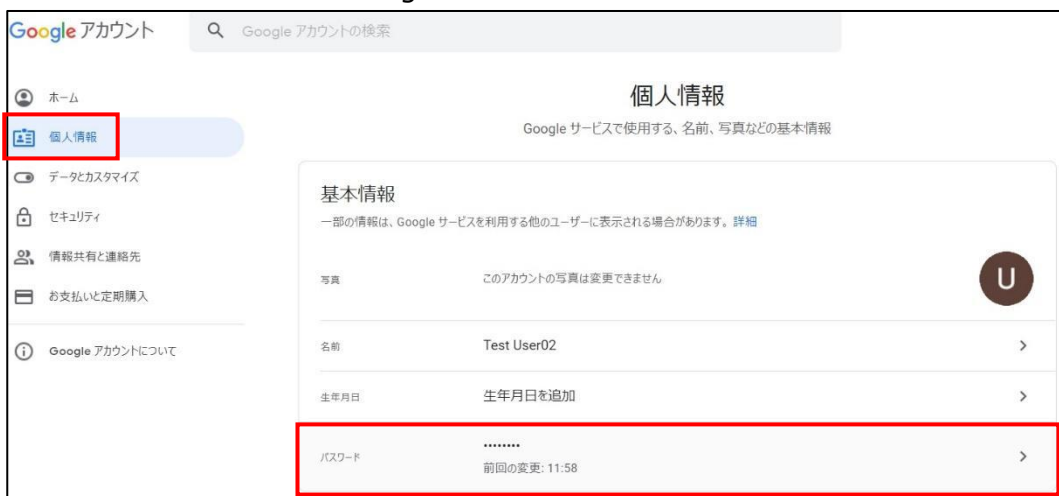 Google アカウント
Google アカウントの検索
ホーム
個人情報
データとカスタマイズ
セキュリティ
情報共有と連絡先
お支払いと定期購入
Google アカウントについて
個人情報
Google サービスで使用する、名前、写真などの基本情報
基本情報
一部の情報は、Google サービスを利用する他のユーザーに表示される場合があります。詳細
写真 このアカウントの写真は変更できません U
名前 Test User02
生年月日 生年月日を追加
パスワード ••••••••
前回の変更: 11:58